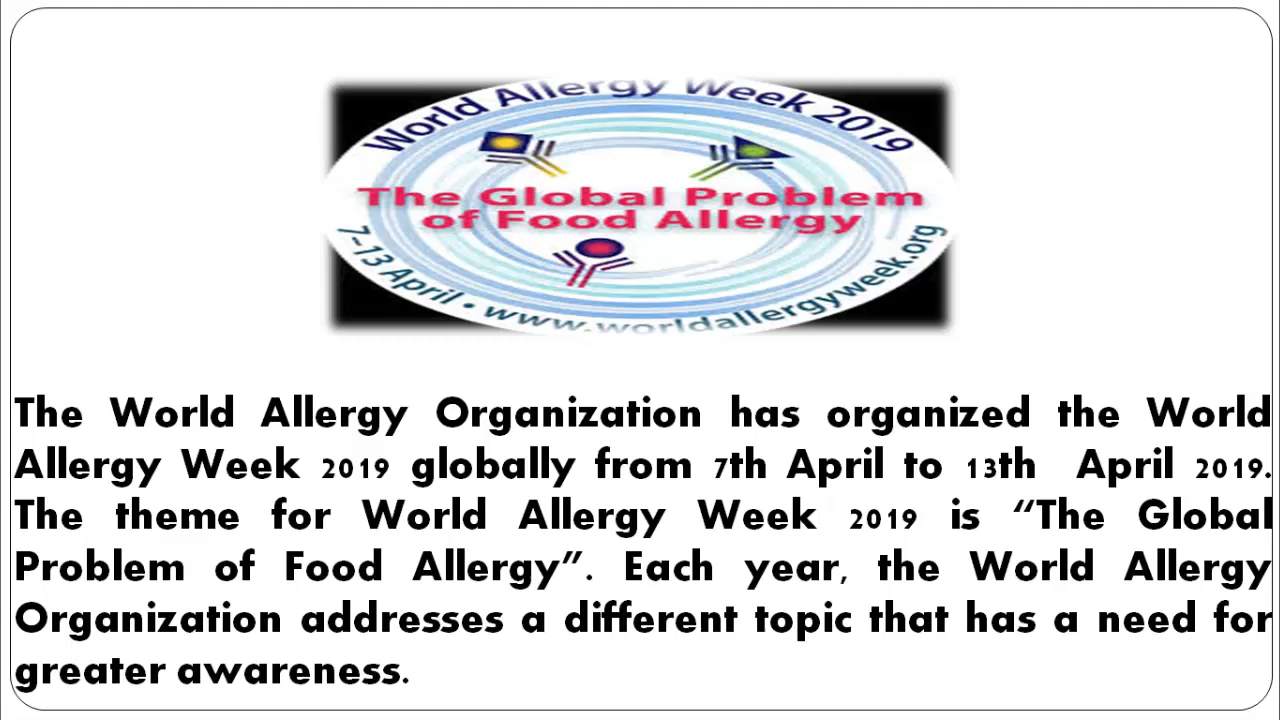 World Allergy Week 2019
The Global Problem
of Food Allergy
7-13 April • www.worldallergyweek.org
The World Allergy Organization has organized the World
Allergy Week 2019 globally from 7th April to 13th April 2019.
The theme for World Allergy Week 2019 is “The Global
Problem of Food Allergy”. Each year, the World Allergy
Organization addresses a different topic that has a need for
greater awareness.